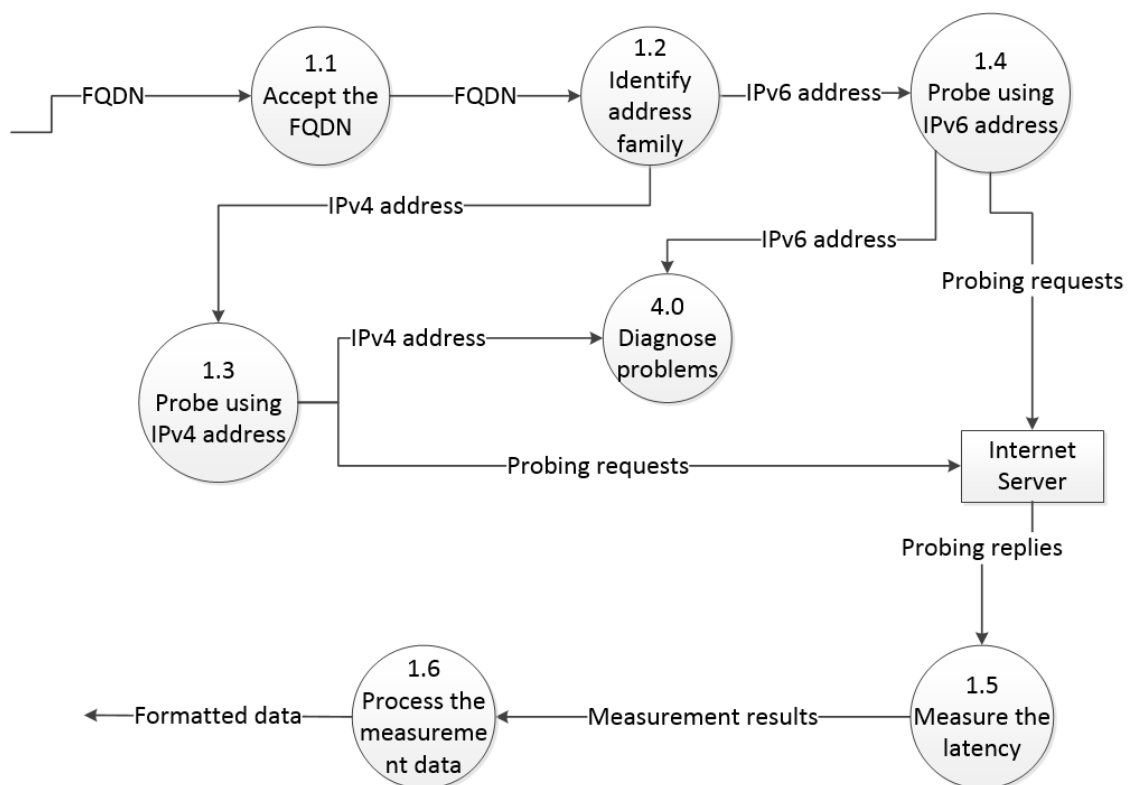 FQDN
1.1
Accept the
FQDN
FQDN
1.2
Identify
address
family
IPv6 address
1.4
Probe using
IPv6 address
IPv4 address
IPv6 address
Probing requests
4.0
Diagnose
problems
IPv4 address
1.3
Probe using
IPv4 address
Probing requests
Internet
Server
Probing replies
1.5
Measure the
latency
Measurement results
1.6
Process the
measureme
nt data
Formatted data